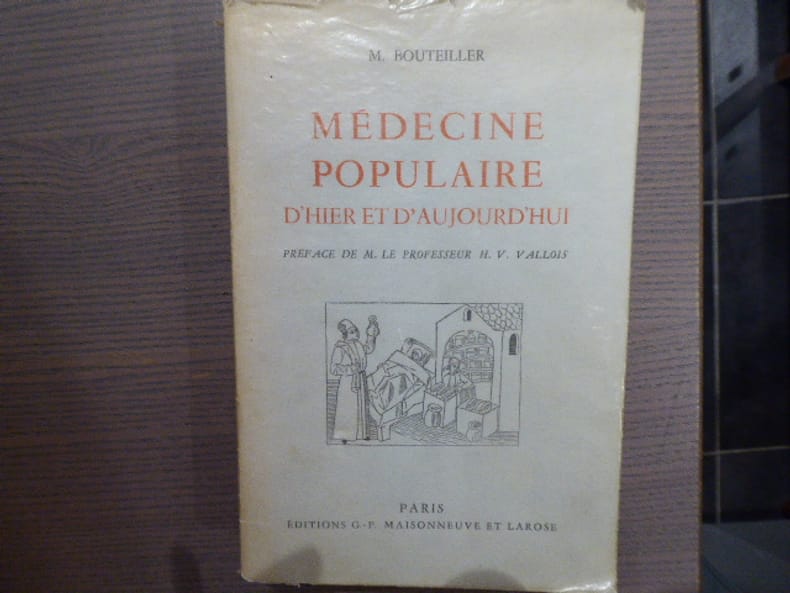 M. BOUTEILLER
MÉDECINE
POPULAIRE
D'HIER ET D'AUJOURD'HUI
PRÉFACE DE M. LE PROFESSEUR H. V. VALLOIS
PARIS
ÉDITIONS G.-P. MAISONNEUVE ET LAROSE